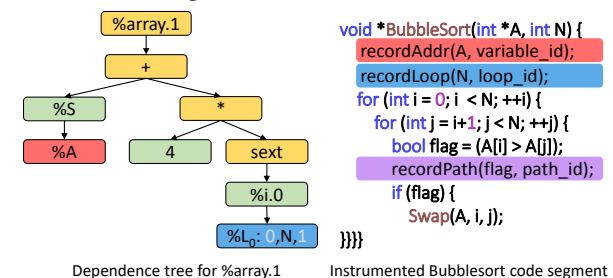 %array.1
+
%S
*
%A
4
sext
%i.0
%L₀: 0,N,1
Dependence tree for %array.1
void *BubbleSort(int *A, int N) {
recordAddr(A, variable_id);
recordLoop(N, loop_id);
for (int i = 0; i < N; ++i) {
for (int j = i+1; j < N; ++j) {
bool flag = (A[i] > A[j]);
recordPath(flag, path_id);
if (flag) {
Swap(A, i, j);
}}}}
Instrumented Bubblesort code segment